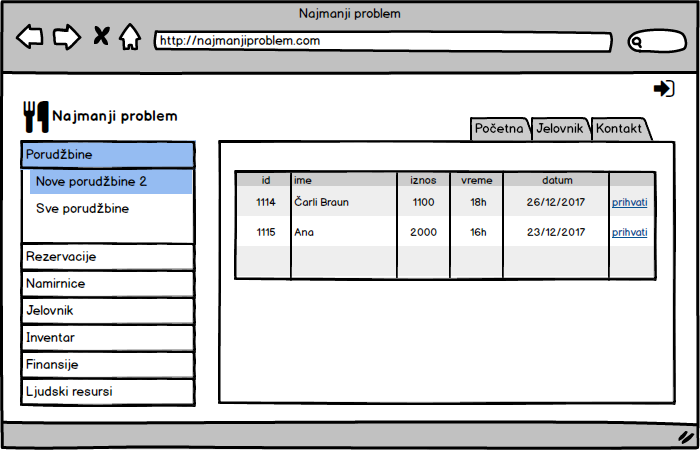 Najmanji problem
http://najmanjiproblem.com
Najmanji problem
Početna Jelovnik Kontakt
Porudžbine
Nove porudžbine 2
Sve porudžbine
Rezervacije
Namirnice
Jelovnik
Inventar
Finansije
Ljudski resursi
id ime iznos vreme datum
1114 Čarli Braun 1100 18h 26/12/2017 prihvati
1115 Ana 2000 16h 23/12/2017 prihvati